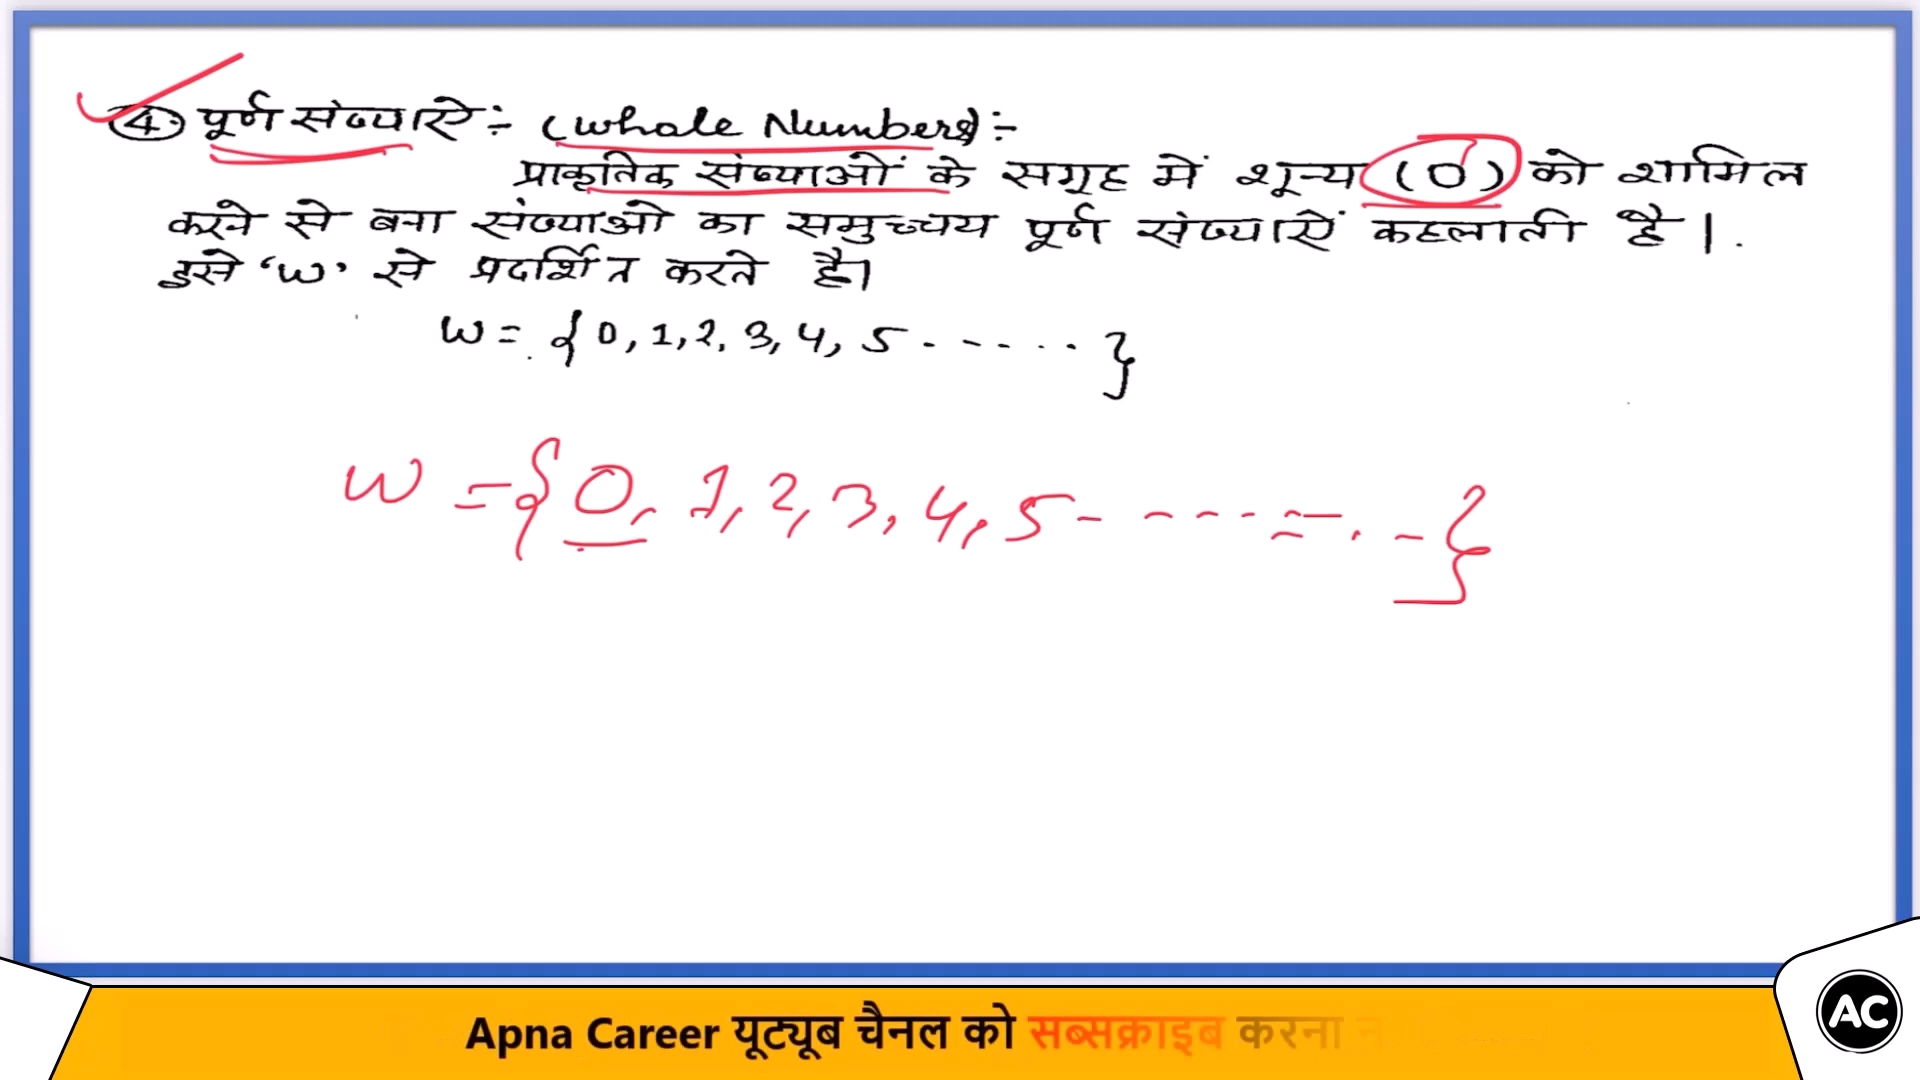 ④ पूर्ण संख्याऐ :- (Whole Numbers) :-
प्राकृतिक संख्याओं के समूह में शून्य (0) को शामिल
करने से बना संख्याओ का समुच्चय पूर्ण संख्याऐं कहलाती है |.
इसे ‘W’ से प्रदर्शित करते है।
W = { 0, 1, 2, 3, 4, 5 ....... }
W = { 0, 1, 2, 3, 4, 5 - - - - - = - . - }
Apna Career यूट्यूब चैनल को सब्सक्राइब करना न
AC